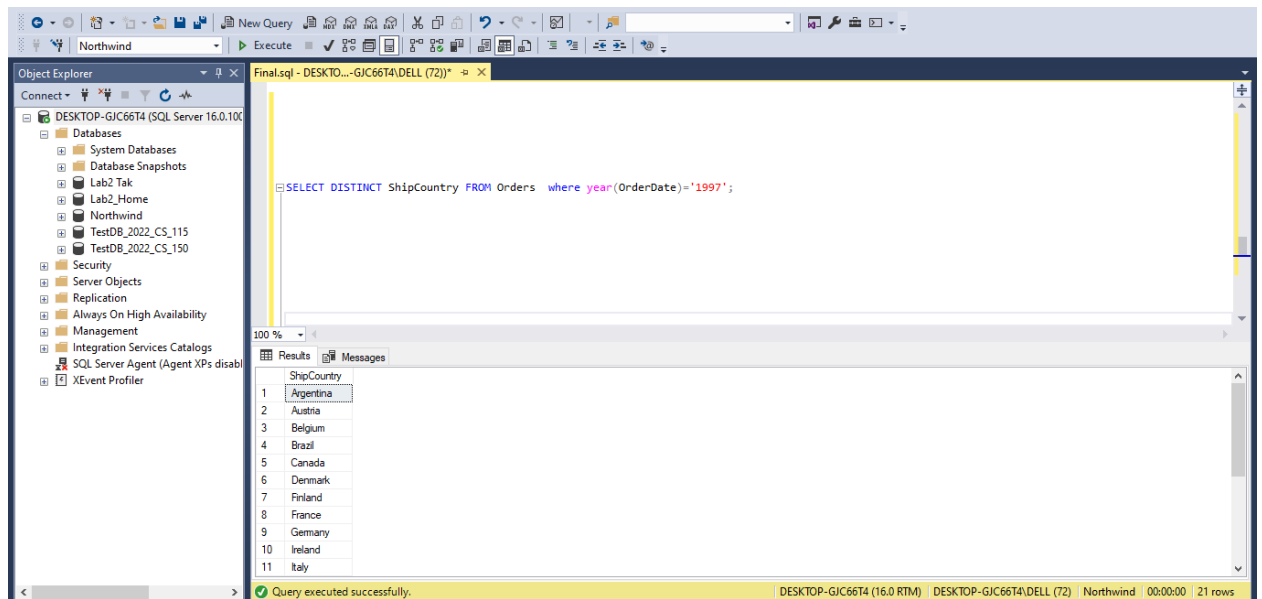 New Query
MDX DMX XMLA DAX
Northwind
Execute
Object Explorer
Connect
DESKTOP-GJC66T4 (SQL Server 16.0.100
Databases
System Databases
Database Snapshots
Lab2 Tak
Lab2_Home
Northwind
TestDB_2022_CS_115
TestDB_2022_CS_150
Security
Server Objects
Replication
Always On High Availability
Management
Integration Services Catalogs
SQL Server Agent (Agent XPs disabl
XEvent Profiler
Final.sql - DESKTO...-GJC66T4\DELL (72))*
SELECT DISTINCT ShipCountry FROM Orders  where year(OrderDate)='1997';
100 %
Results Messages
ShipCountry
1 Argentina
2 Austria
3 Belgium
4 Brazil
5 Canada
6 Denmark
7 Finland
8 France
9 Germany
10 Ireland
11 Italy
Query executed successfully.
DESKTOP-GJC66T4 (16.0 RTM) DESKTOP-GJC66T4\DELL (72) Northwind 00:00:00 21 rows